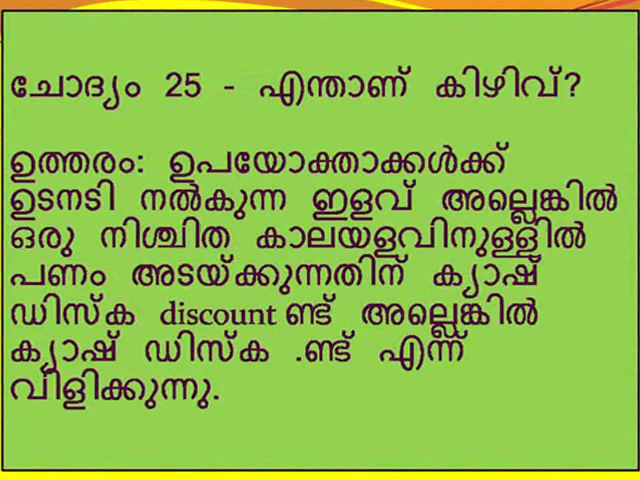 ചോദ്യം 25 - എന്താണ് കിഴിവ്?
ഉത്തരം: ഉപയോക്താക്കൾക്ക്
ഉടനടി നൽകുന്ന ഇളവ് അല്ലെങ്കിൽ
ഒരു നിശ്ചിത കാലയളവിനുള്ളിൽ
പണം അടയ്ക്കുന്നതിന് ക്യാഷ്
ഡിസ്ക discount ണ്ട് അല്ലെങ്കിൽ
ക്യാഷ് ഡിസ്ക .ണ്ട് എന്ന്
വിളിക്കുന്നു.